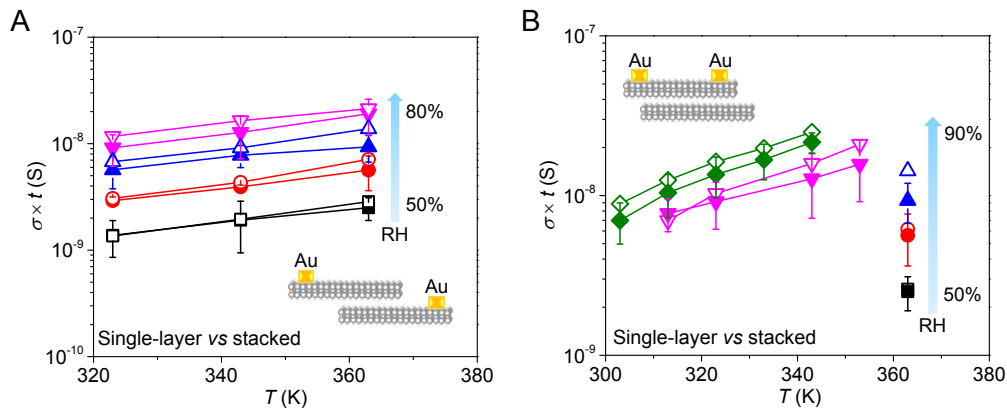 A
10⁻⁷
10⁻⁸
10⁻⁹
10⁻¹⁰
σ × t (S)
80%
50%
RH
Au
Au
Single-layer vs stacked
320
340
360
380
T (K)
B
10⁻⁷
10⁻⁸
10⁻⁹
σ × t (S)
Au Au
90%
50%
RH
Single-layer vs stacked
300
320
340
360
380
T (K)